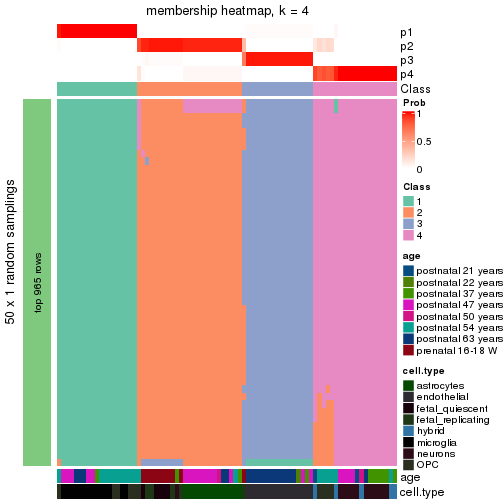 membership heatmap, k = 4
p1
p2
p3
p4
Class
50 x 1 random samplings
top 965 rows
Prob
1
0.5
0
Class
1
2
3
4
age
postnatal 21 years
postnatal 22 years
postnatal 37 years
postnatal 47 years
postnatal 50 years
postnatal 54 years
postnatal 63 years
prenatal 16-18 W
cell.type
astrocytes
endothelial
fetal_quiescent
fetal_replicating
hybrid
microglia
neurons
OPC
age
cell.type